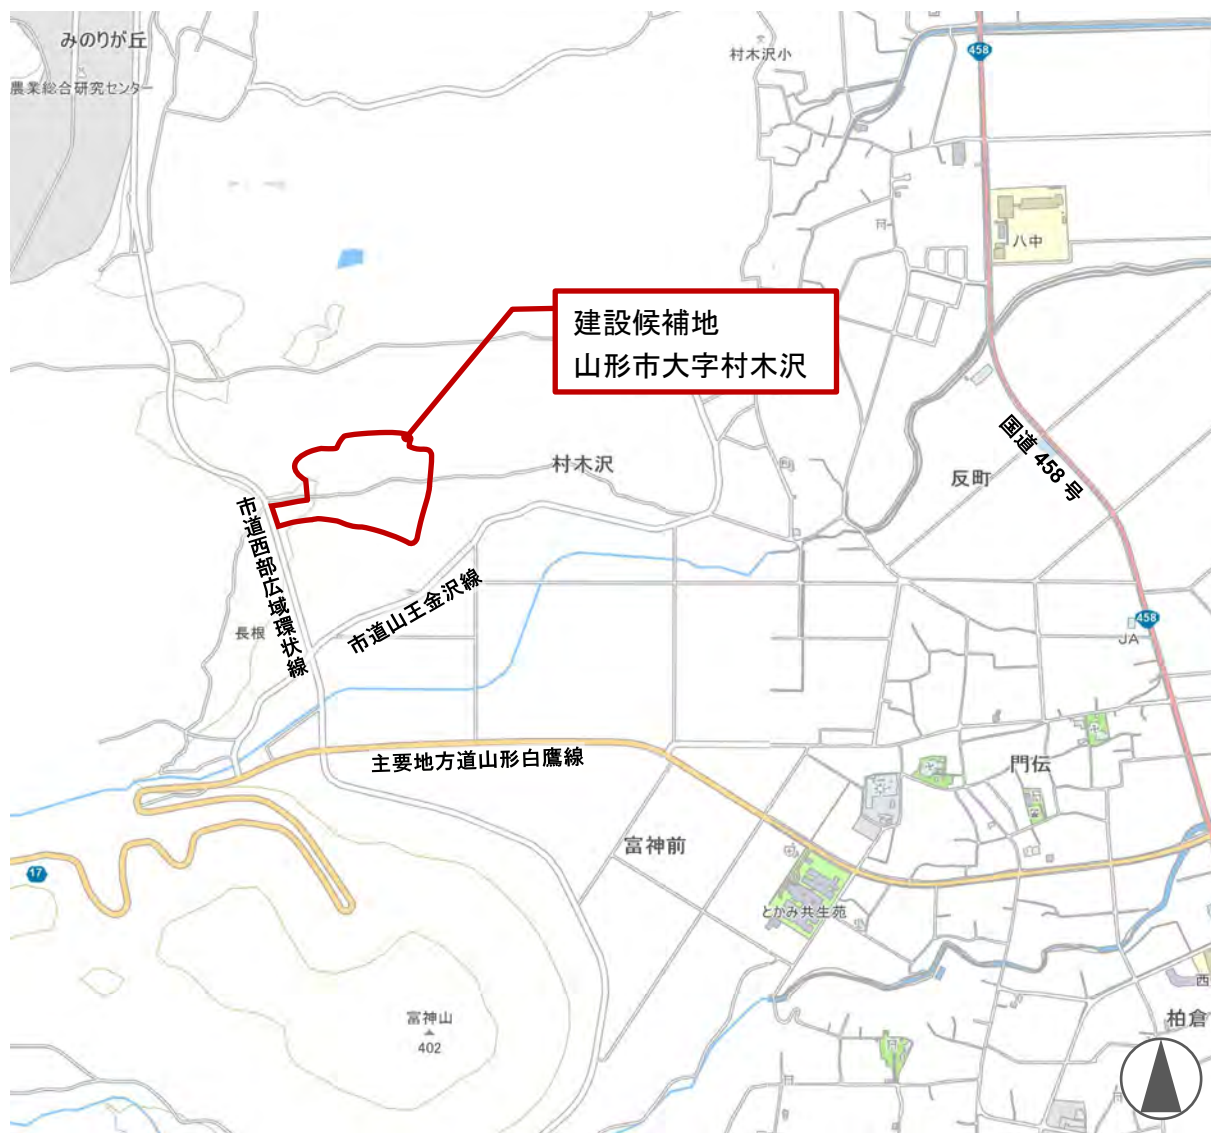 みのりが丘
農業総合研究センター
村木沢小
458
八中
建設候補地
山形市大字村木沢
国道 458 号
反町
村木沢
市道西部広域環状線
市道山王金沢線
長根
458
JA
主要地方道山形白鷹線
門伝
富神前
17
とかみ共生苑
西
富神山
402
柏倉